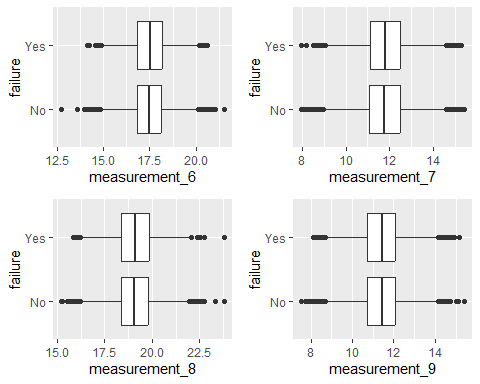 failure
Yes
No
12.5 15.0 17.5 20.0
measurement_6
failure
Yes
No
8 10 12 14
measurement_7
failure
Yes
No
15.0 17.5 20.0 22.5
measurement_8
failure
Yes
No
8 10 12 14
measurement_9